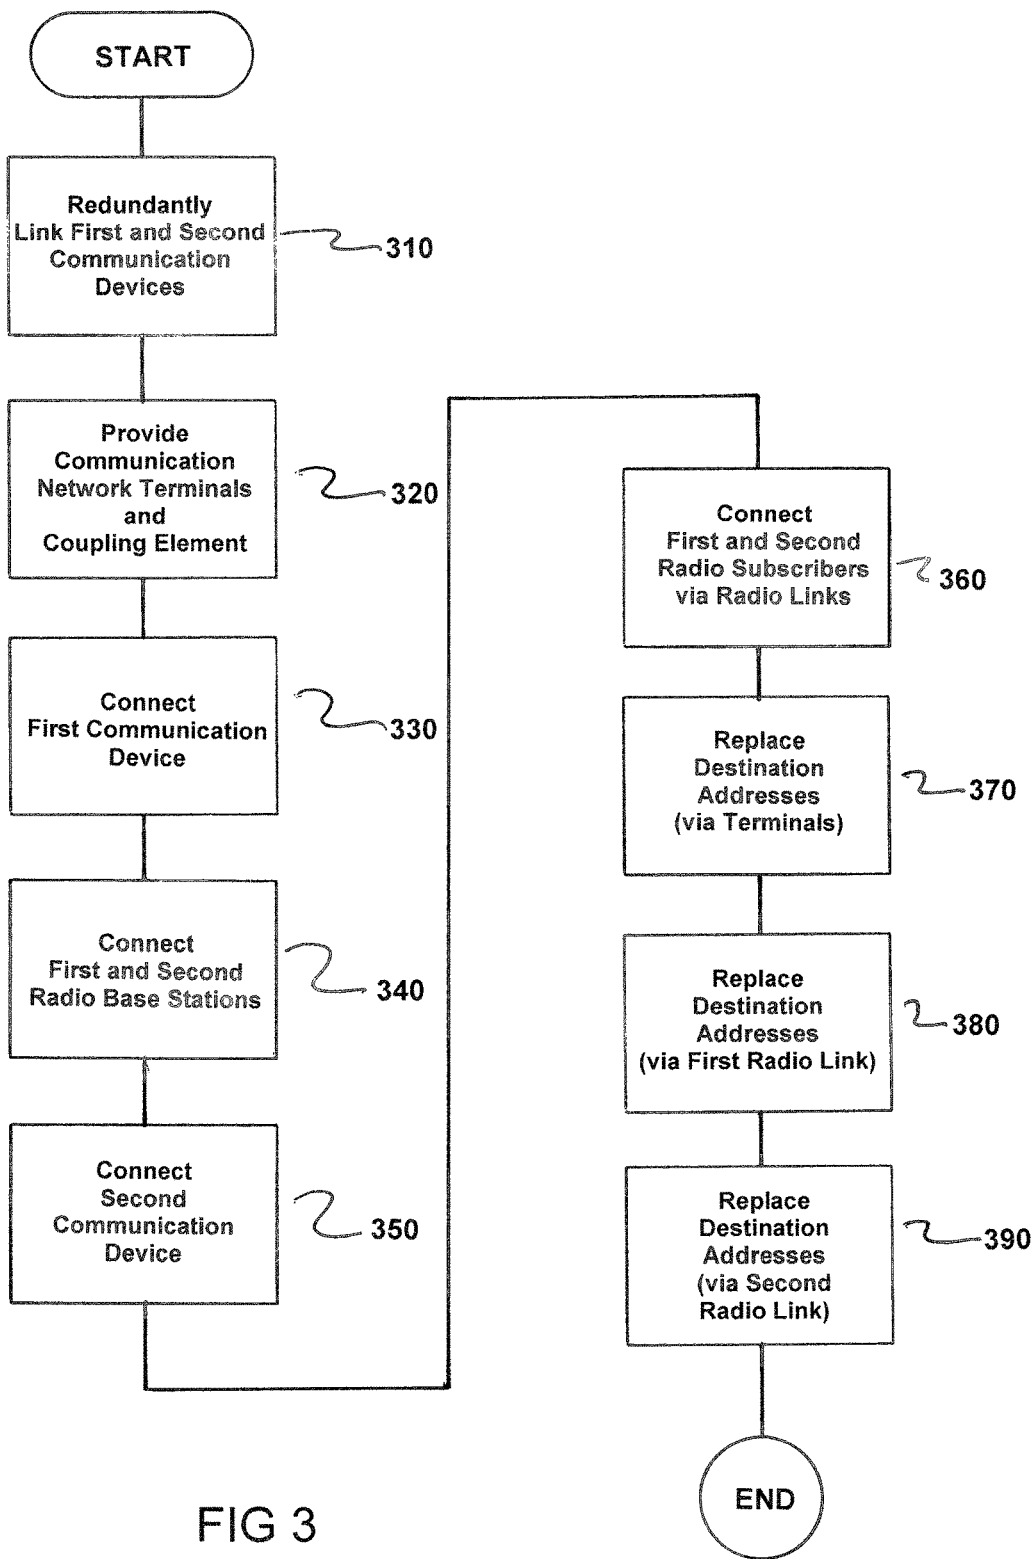 START
Redundantly
Link First and Second
Communication
Devices
310
Provide
Communication
Network Terminals
and
Coupling Element
320
Connect
First Communication
Device
330
Connect
First and Second
Radio Base Stations
340
Connect
Second
Communication
Device
350
Connect
First and Second
Radio Subscribers
via Radio Links
360
Replace
Destination
Addresses
(via Terminals)
370
Replace
Destination
Addresses
(via First Radio Link)
380
Replace
Destination
Addresses
(via Second
Radio Link)
390
END
FIG 3